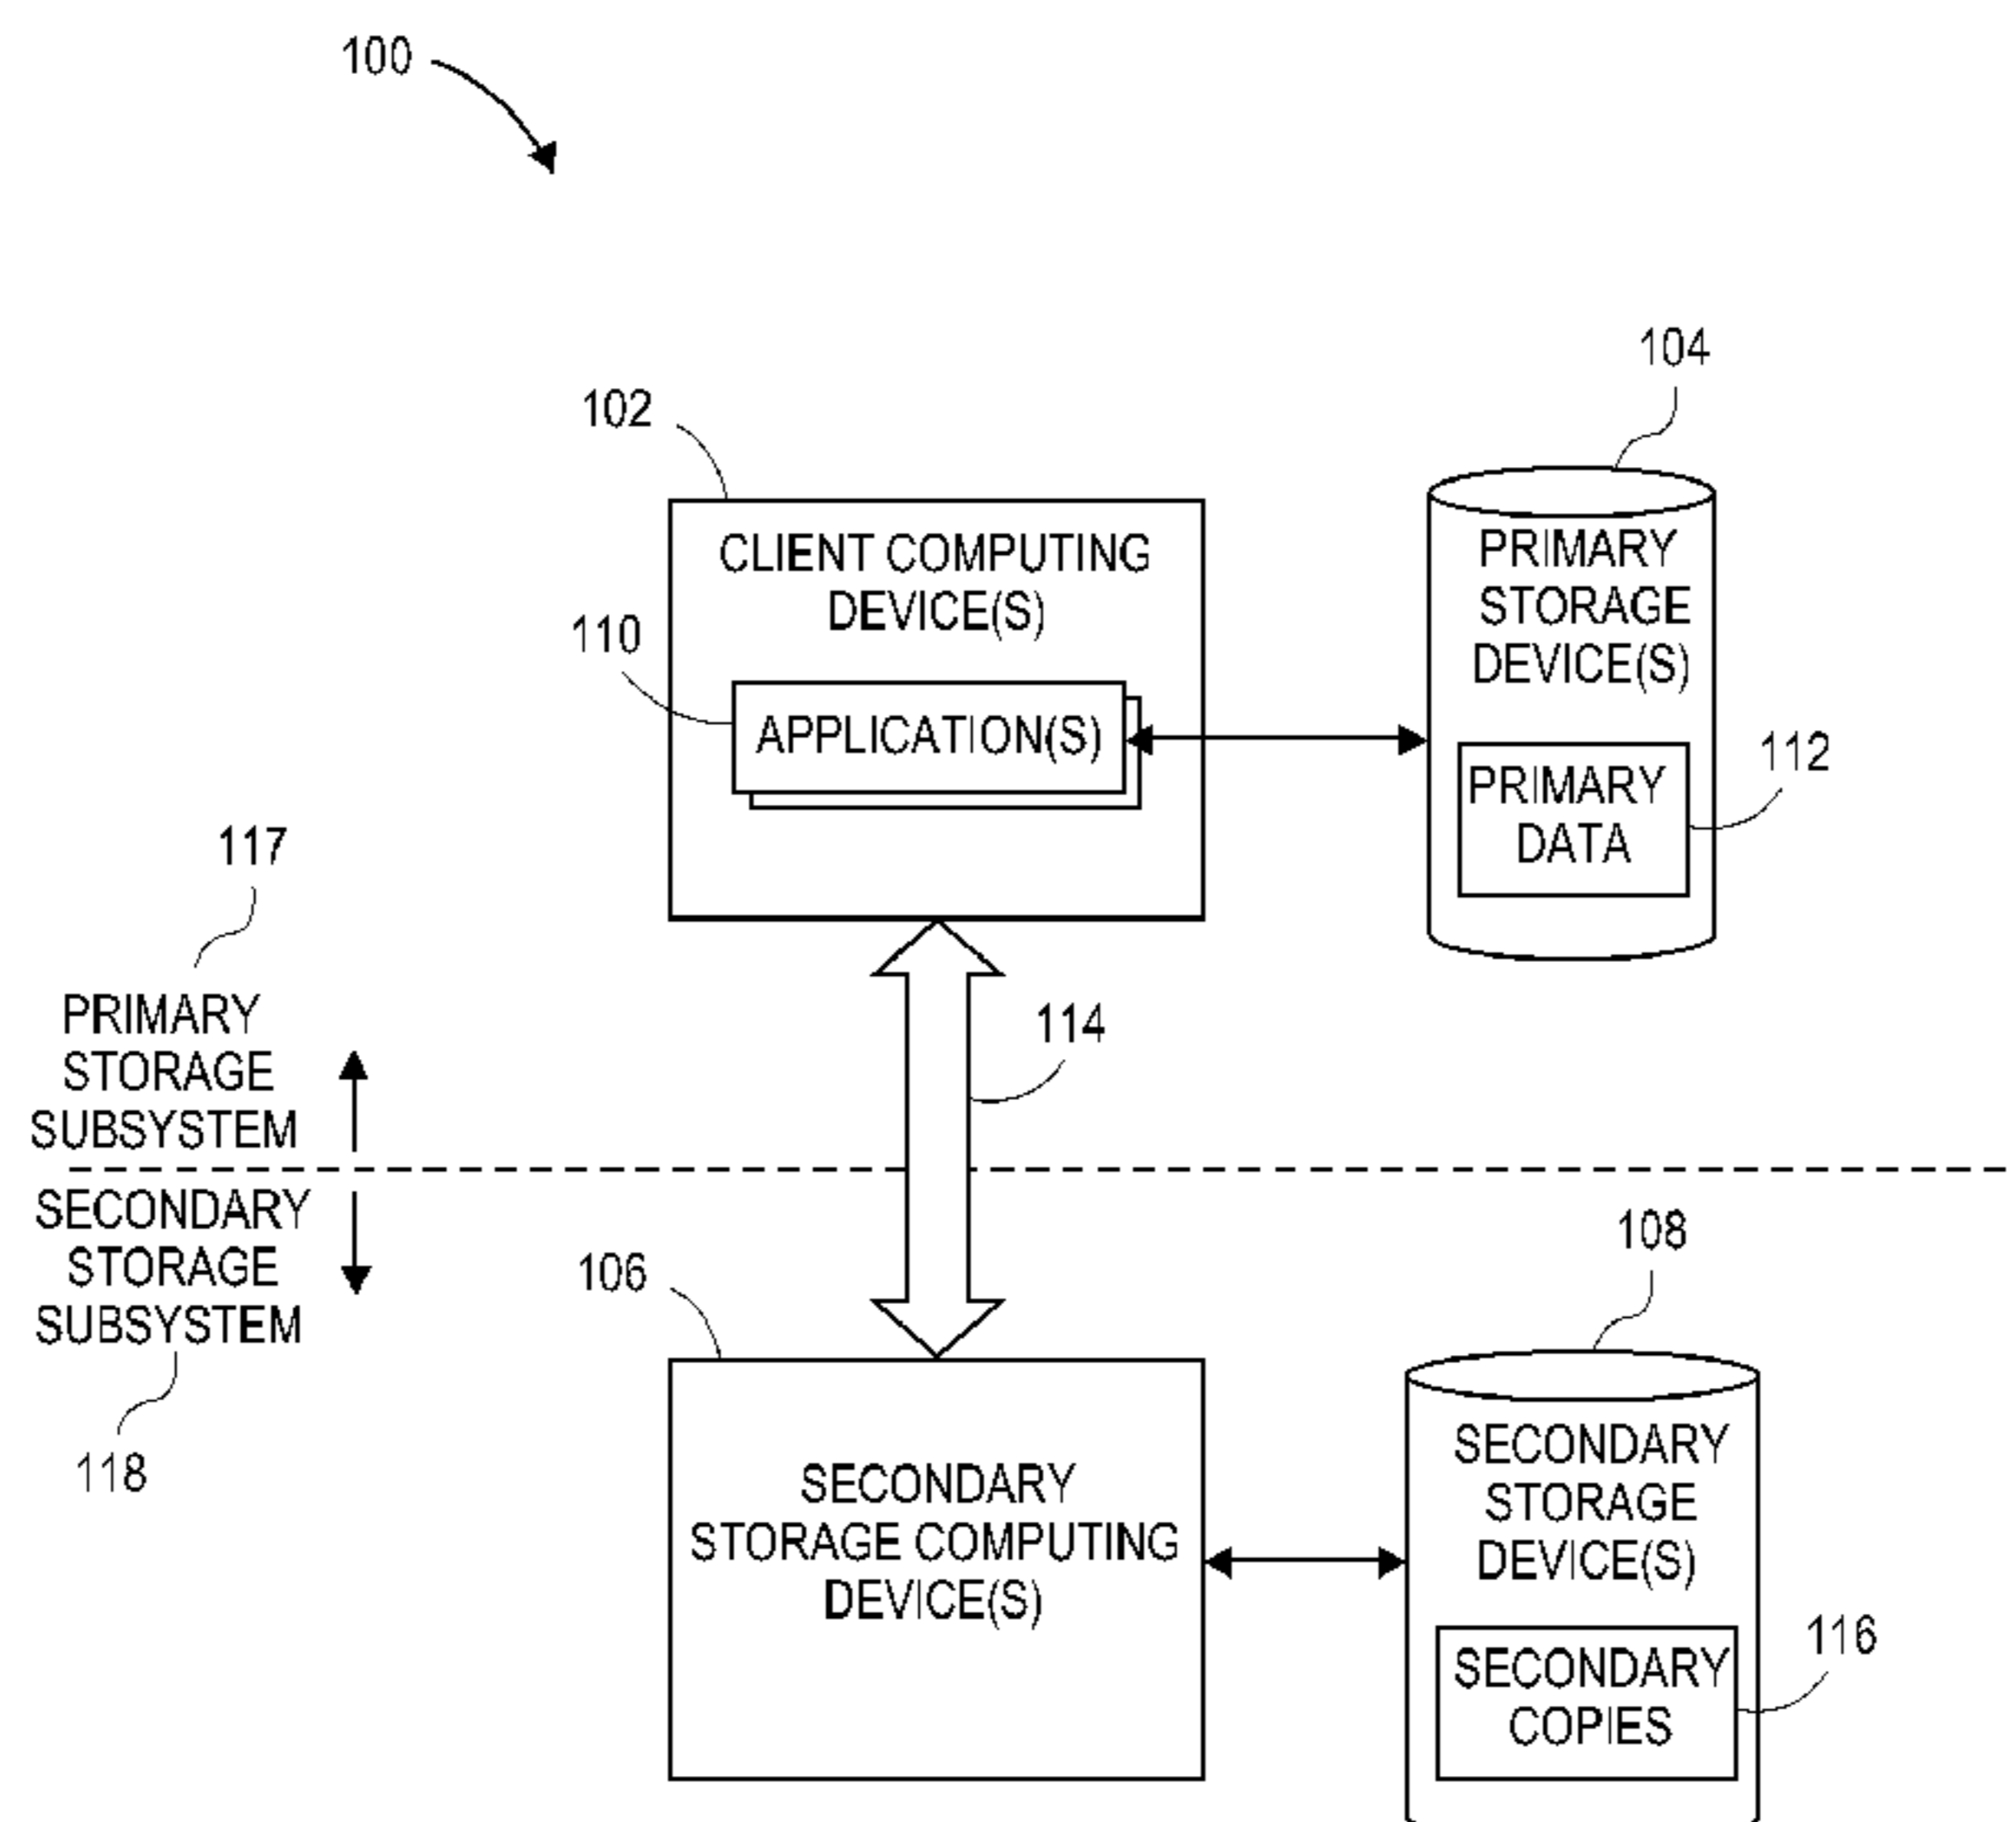 100
104
102
CLIENT COMPUTING
DEVICE(S)
110
APPLICATION(S)
PRIMARY
STORAGE
DEVICE(S)
PRIMARY
DATA
112
117
PRIMARY
STORAGE
SUBSYSTEM
114
SECONDARY
STORAGE
SUBSYSTEM
118
106
SECONDARY
STORAGE COMPUTING
DEVICE(S)
108
SECONDARY
STORAGE
DEVICE(S)
SECONDARY
COPIES
116